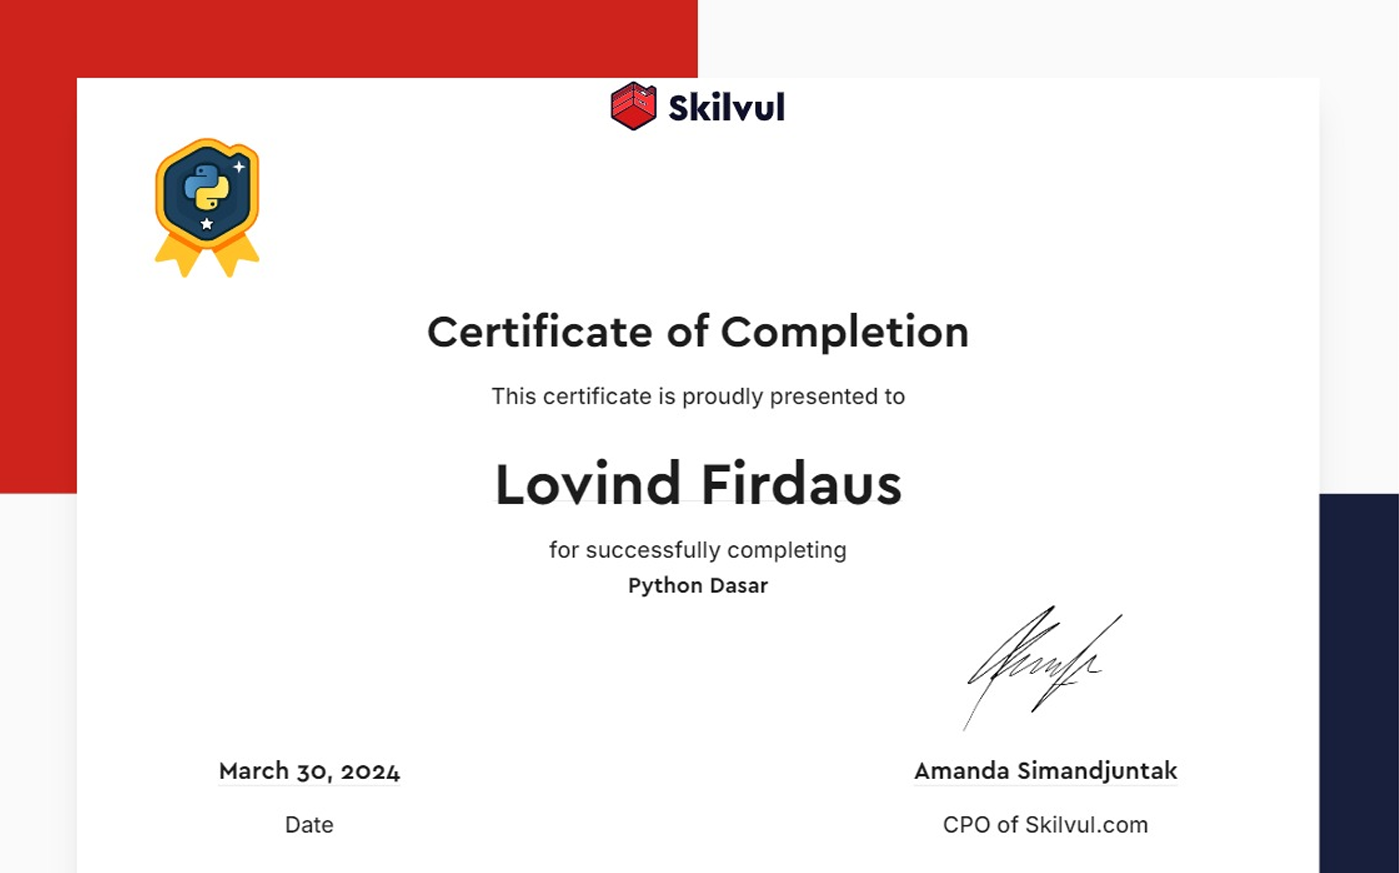 Skilvul
Certificate of Completion
This certificate is proudly presented to
Lovind Firdaus
for successfully completing
Python Dasar
March 30, 2024
Date
Amanda Simandjuntak
CPO of Skilvul.com